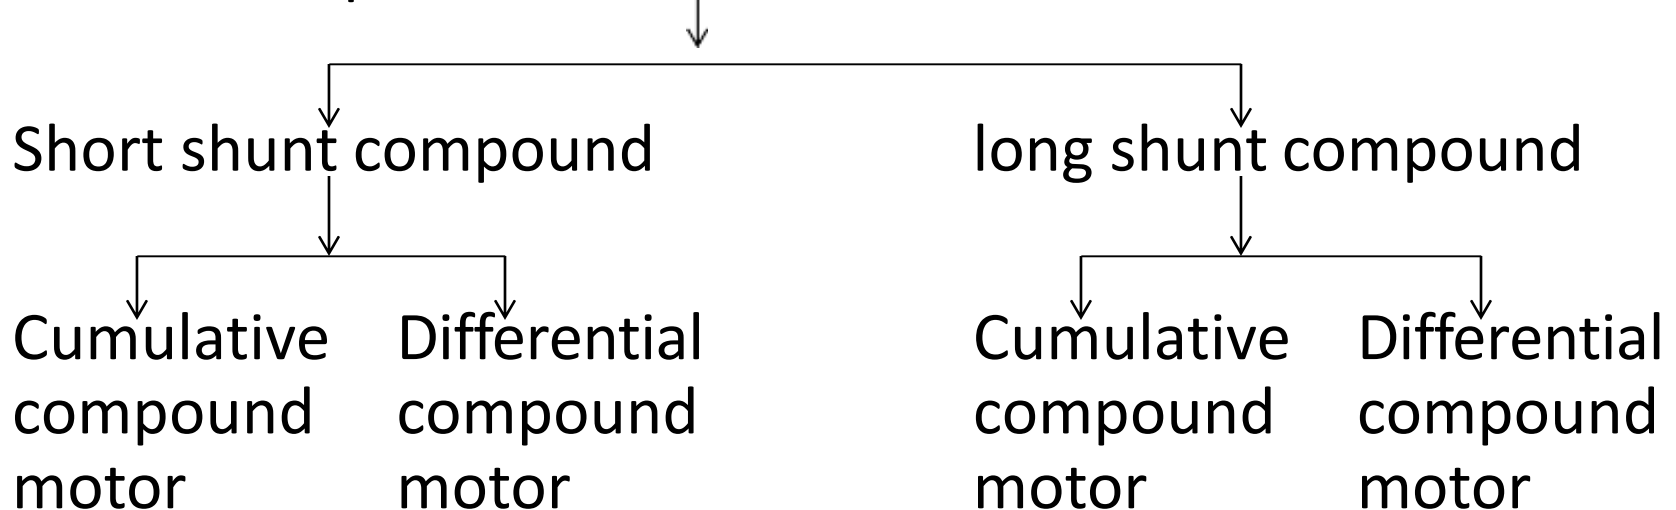 Short shunt compound
long shunt compound
Cumulative
compound
motor
Differential
compound
motor
Cumulative
compound
motor
Differential
compound
motor